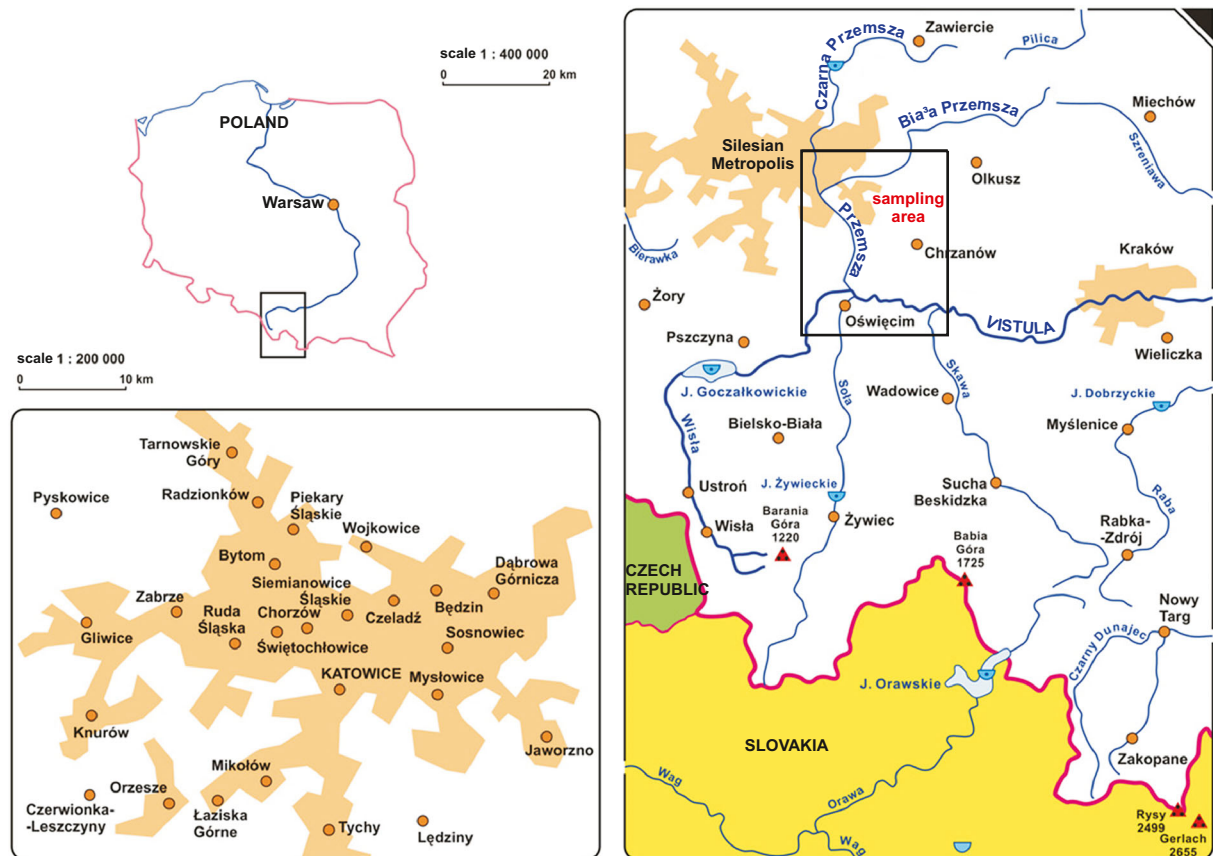 scale 1 : 400 000
0 20 km
POLAND
Warsaw
scale 1 : 200 000
0 10 km
Tarnowskie
Góry
Pyskowice
Radzionków
Piekary
Śląskie
Wojkowice
Bytom
Dąbrowa
Górnicza
Siemianowice
Śląskie
Zabrze
Ruda
Śląska
Chorzów
Czeladź
Będzin
Gliwice
Świętochłowice
Sosnowiec
KATOWICE
Mysłowice
Knurów
Jaworzno
Mikołów
Orzesze
Czerwionka-
-Leszczyny
Łaziska
Górne
Tychy
Lędziny
Zawiercie
Pilica
Czarna Przemsza
Miechów
Bia³a Przemsza
Szreniawa
Silesian
Metropolis
Olkusz
sampling
area
Przemsza
Bierawka
Chrzanów
Kraków
Żory
Oświęcim
VISTULA
Pszczyna
Wieliczka
J. Goczałkowickie
Soła
Skawa
Wadowice
J. Dobrzyckie
Wisła
Bielsko-Biała
Myślenice
Ustroń
J. Żywieckie
Sucha
Beskidzka
Raba
Wisła
Barania
Góra
1220
Żywiec
Rabka-
-Zdrój
Babia
Góra
1725
CZECH
REPUBLIC
Nowy
Targ
Czarny Dunajec
J. Orawskie
SLOVAKIA
Zakopane
Wag
Orawa
Wag
Rysy
2499
Gerlach
2655